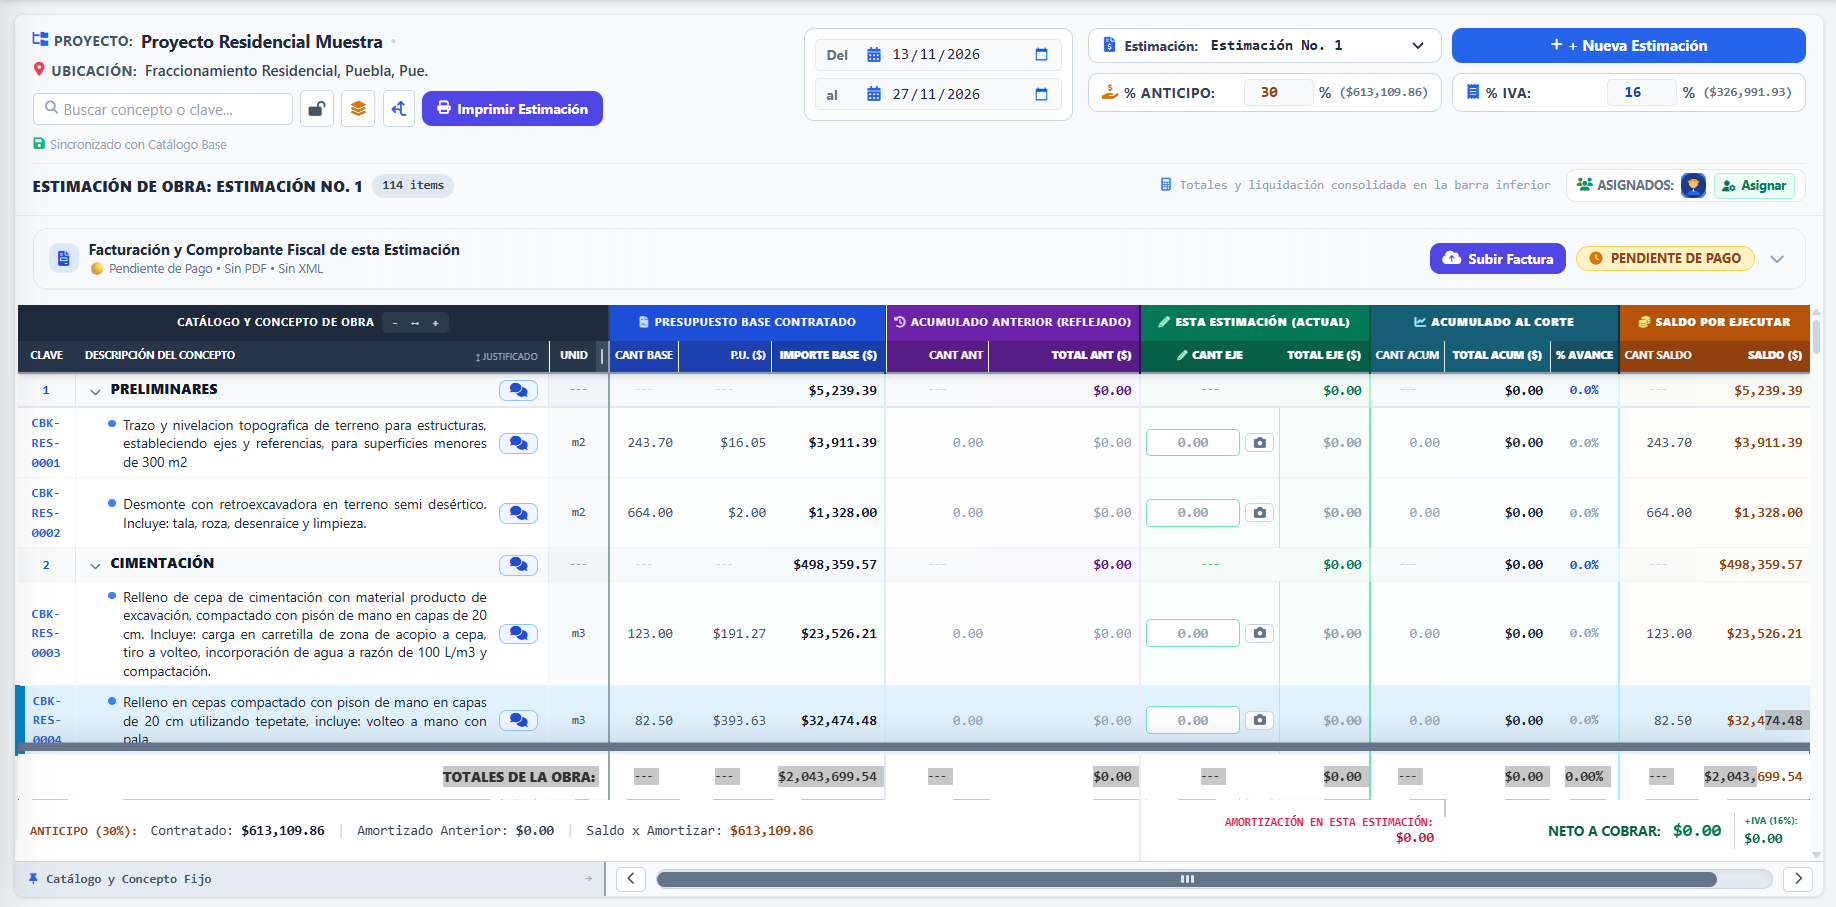 PROYECTO: Proyecto Residencial Muestra
UBICACIÓN: Fraccionamiento Residencial, Puebla, Pue.
Buscar concepto o clave...
Imprimir Estimación
Sincronizado con Catálogo Base
Del 13/11/2026
al 27/11/2026
Estimación: Estimación No. 1
+ + Nueva Estimación
% ANTICIPO: 30 % ($613,109.86)
% IVA: 16 % ($326,991.93)
ESTIMACIÓN DE OBRA: ESTIMACIÓN NO. 1 114 items
Totales y liquidación consolidada en la barra inferior
ASIGNADOS: Asignar
Facturación y Comprobante Fiscal de esta Estimación
Pendiente de Pago • Sin PDF • Sin XML
Subir Factura
PENDIENTE DE PAGO
CATÁLOGO Y CONCEPTO DE OBRA - ↔ + PRESUPUESTO BASE CONTRATADO ACUMULADO ANTERIOR (REFLEJADO) ESTA ESTIMACIÓN (ACTUAL) ACUMULADO AL CORTE SALDO POR EJECUTAR
CLAVE DESCRIPCIÓN DEL CONCEPTO ↕ JUSTIFICADO UNID CANT BASE P.U. ($) IMPORTE BASE ($) CANT ANT TOTAL ANT ($) CANT EJE TOTAL EJE ($) CANT ACUM TOTAL ACUM ($) % AVANCE CANT SALDO SALDO ($)
1 PRELIMINARES --- --- --- $5,239.39 --- $0.00 --- $0.00 --- $0.00 0.0% --- $5,239.39
CBK-
RES-
0001
Trazo y nivelacion topografica de terreno para estructuras,
estableciendo ejes y referencias, para superficies menores
de 300 m2
m2 243.70 $16.05 $3,911.39 0.00 $0.00 0.00 $0.00 0.00 $0.00 0.0% 243.70 $3,911.39
CBK-
RES-
0002
Desmonte con retroexcavadora en terreno semi desértico.
Incluye: tala, roza, desenraice y limpieza.
m2 664.00 $2.00 $1,328.00 0.00 $0.00 0.00 $0.00 0.00 $0.00 0.0% 664.00 $1,328.00
2 CIMENTACIÓN --- --- --- $498,359.57 --- $0.00 --- $0.00 --- $0.00 0.0% --- $498,359.57
CBK-
RES-
0003
Relleno de cepa de cimentación con material producto de
excavación, compactado con pisón de mano en capas de 20
cm. Incluye: carga en carretilla de zona de acopio a cepa,
tiro a volteo, incorporación de agua a razón de 100 L/m3 y
compactación.
m3 123.00 $191.27 $23,526.21 0.00 $0.00 0.00 $0.00 0.00 $0.00 0.0% 123.00 $23,526.21
CBK-
RES-
0004
Relleno en cepas compactado con pison de mano en capas
de 20 cm utilizando tepetate, incluye: volteo a mano con
pala.
m3 82.50 $393.63 $32,474.48 0.00 $0.00 0.00 $0.00 0.00 $0.00 0.0% 82.50 $32,474.48
TOTALES DE LA OBRA: --- --- $2,043,699.54 --- $0.00 --- $0.00 --- $0.00 0.00% --- $2,043,699.54
ANTICIPO (30%): Contratado: $613,109.86 | Amortizado Anterior: $0.00 | Saldo x Amortizar: $613,109.86
AMORTIZACIÓN EN ESTA ESTIMACIÓN:
$0.00
NETO A COBRAR: $0.00
+IVA (16%):
$0.00
Catálogo y Concepto Fijo →